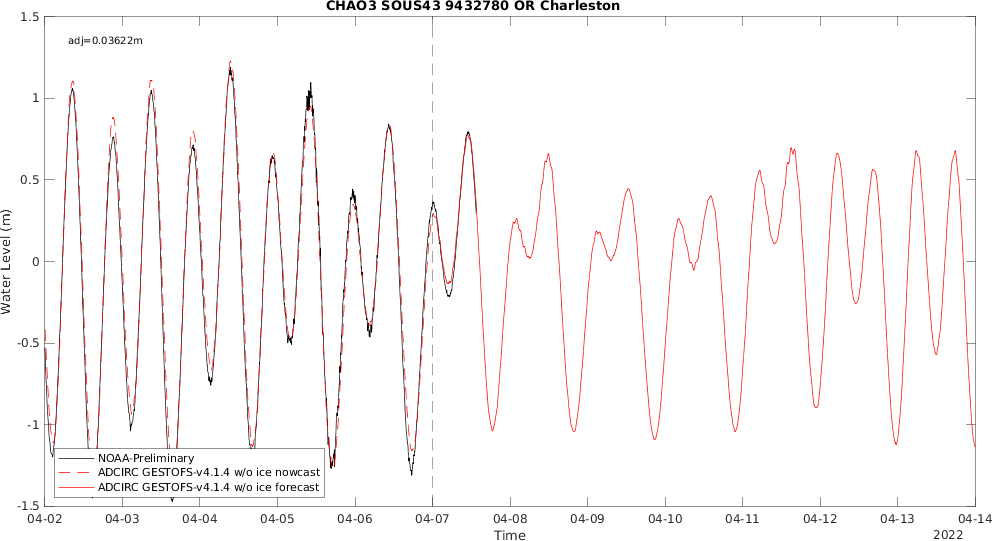 CHAO3 SOUS43 9432780 OR Charleston
adj=0.03622m
1.5
1
0.5
0
-0.5
-1
-1.5
Water Level (m)
NOAA-Preliminary
ADCIRC GESTOFS-v4.1.4 w/o ice nowcast
ADCIRC GESTOFS-v4.1.4 w/o ice forecast
04-02 04-03 04-04 04-05 04-06 04-07 04-08 04-09 04-10 04-11 04-12 04-13 04-14
Time
2022